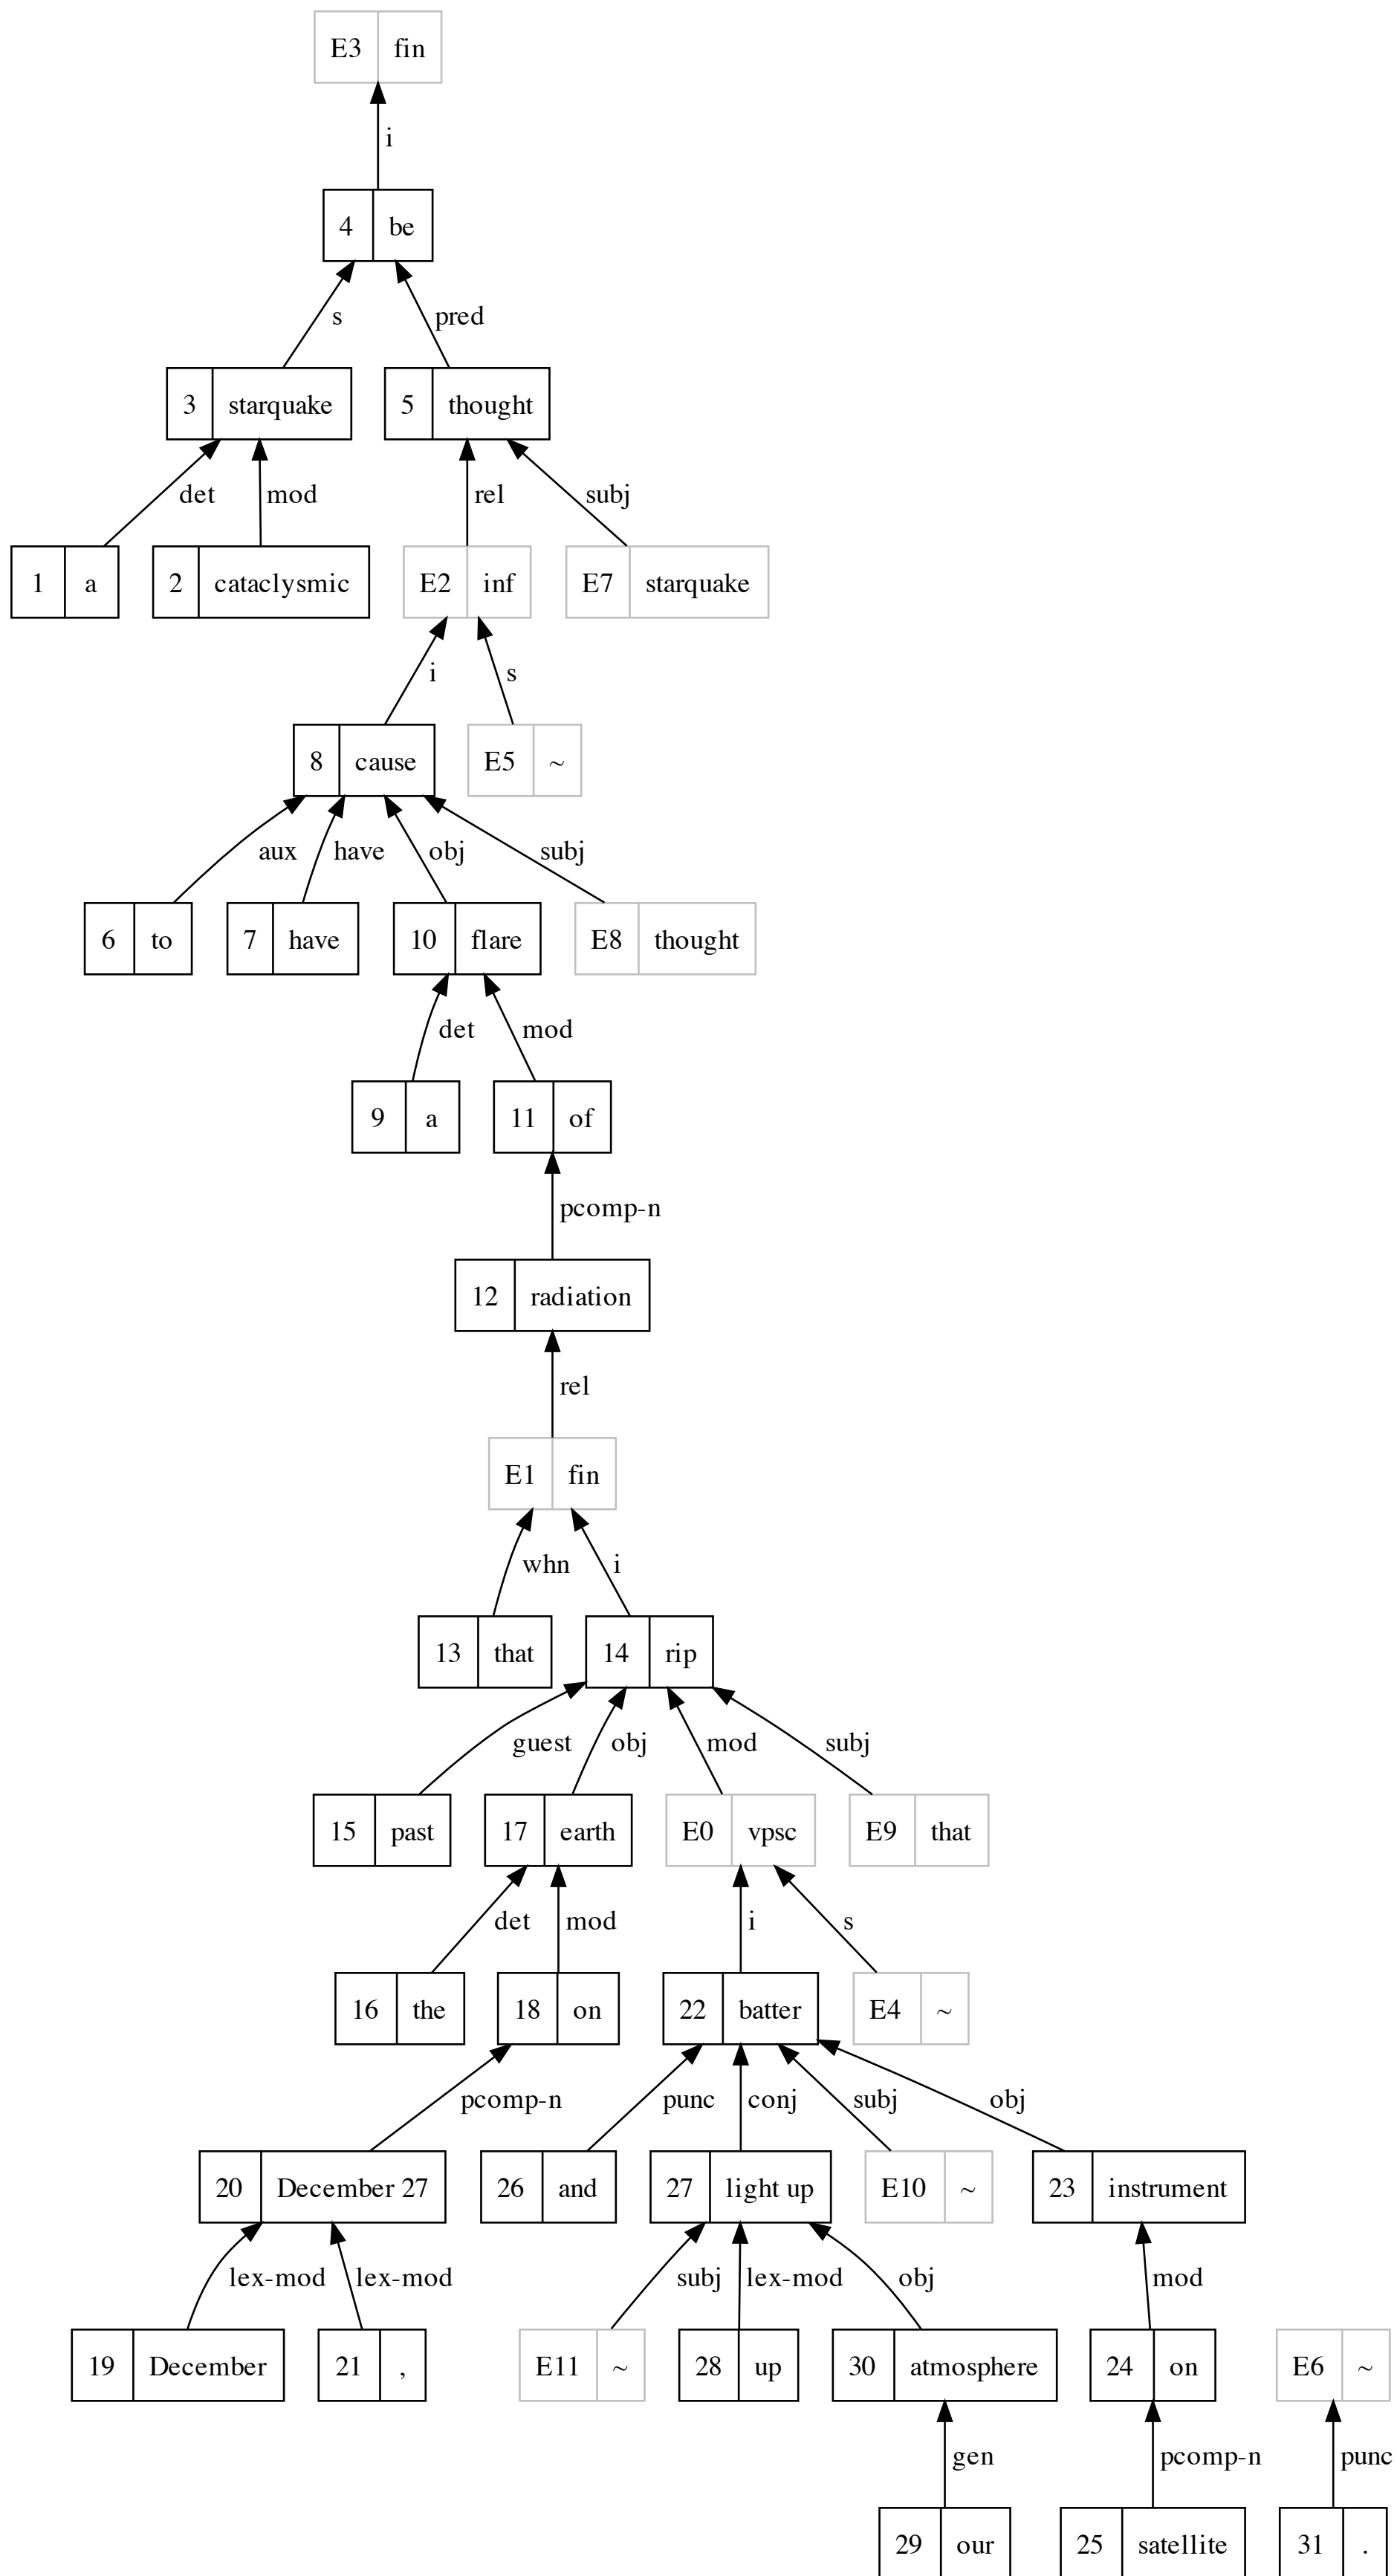 E3 fin
i
4 be
s pred
3 starquake 5 thought
det mod rel subj
1 a 2 cataclysmic E2 inf E7 starquake
i s
8 cause E5 ~
aux have obj subj
6 to 7 have 10 flare E8 thought
det mod
9 a 11 of
pcomp-n
12 radiation
rel
E1 fin
whn i
13 that 14 rip
guest obj mod subj
15 past 17 earth E0 vpsc E9 that
det mod i s
16 the 18 on 22 batter E4 ~
pcomp-n punc conj subj obj
20 December 27 26 and 27 light up E10 ~ 23 instrument
lex-mod lex-mod subj lex-mod obj mod
19 December 21 , E11 ~ 28 up 30 atmosphere 24 on E6 ~
gen pcomp-n punc
29 our 25 satellite 31 .